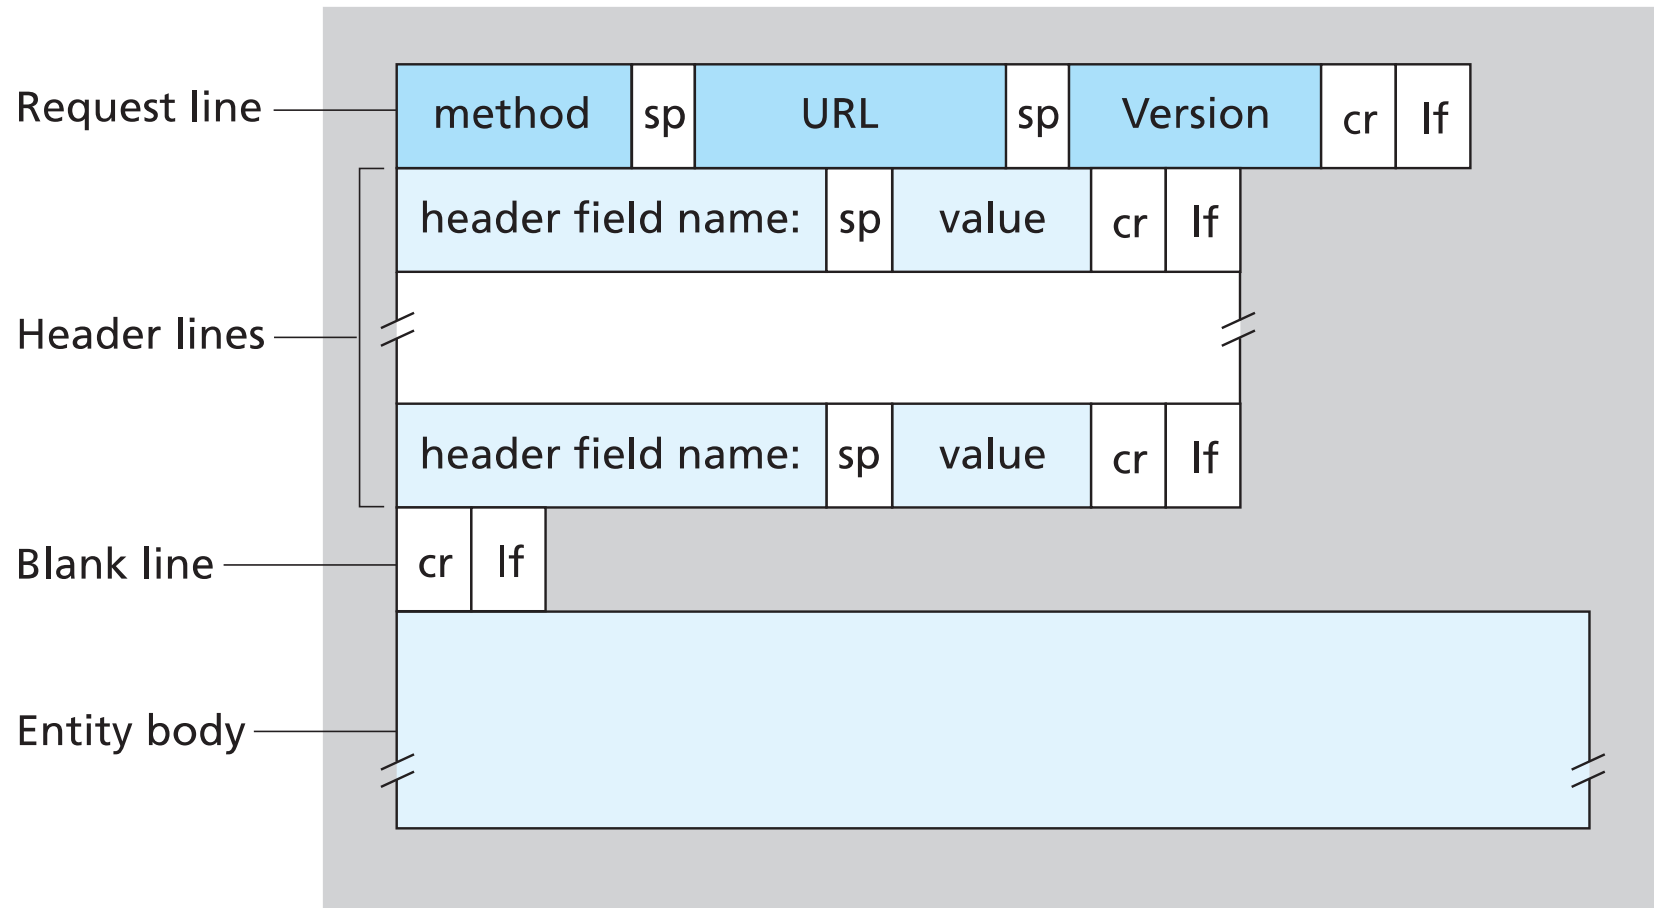 Request line method sp URL sp Version cr lf
header field name: sp value cr lf
Header lines
header field name: sp value cr lf
Blank line cr lf
Entity body